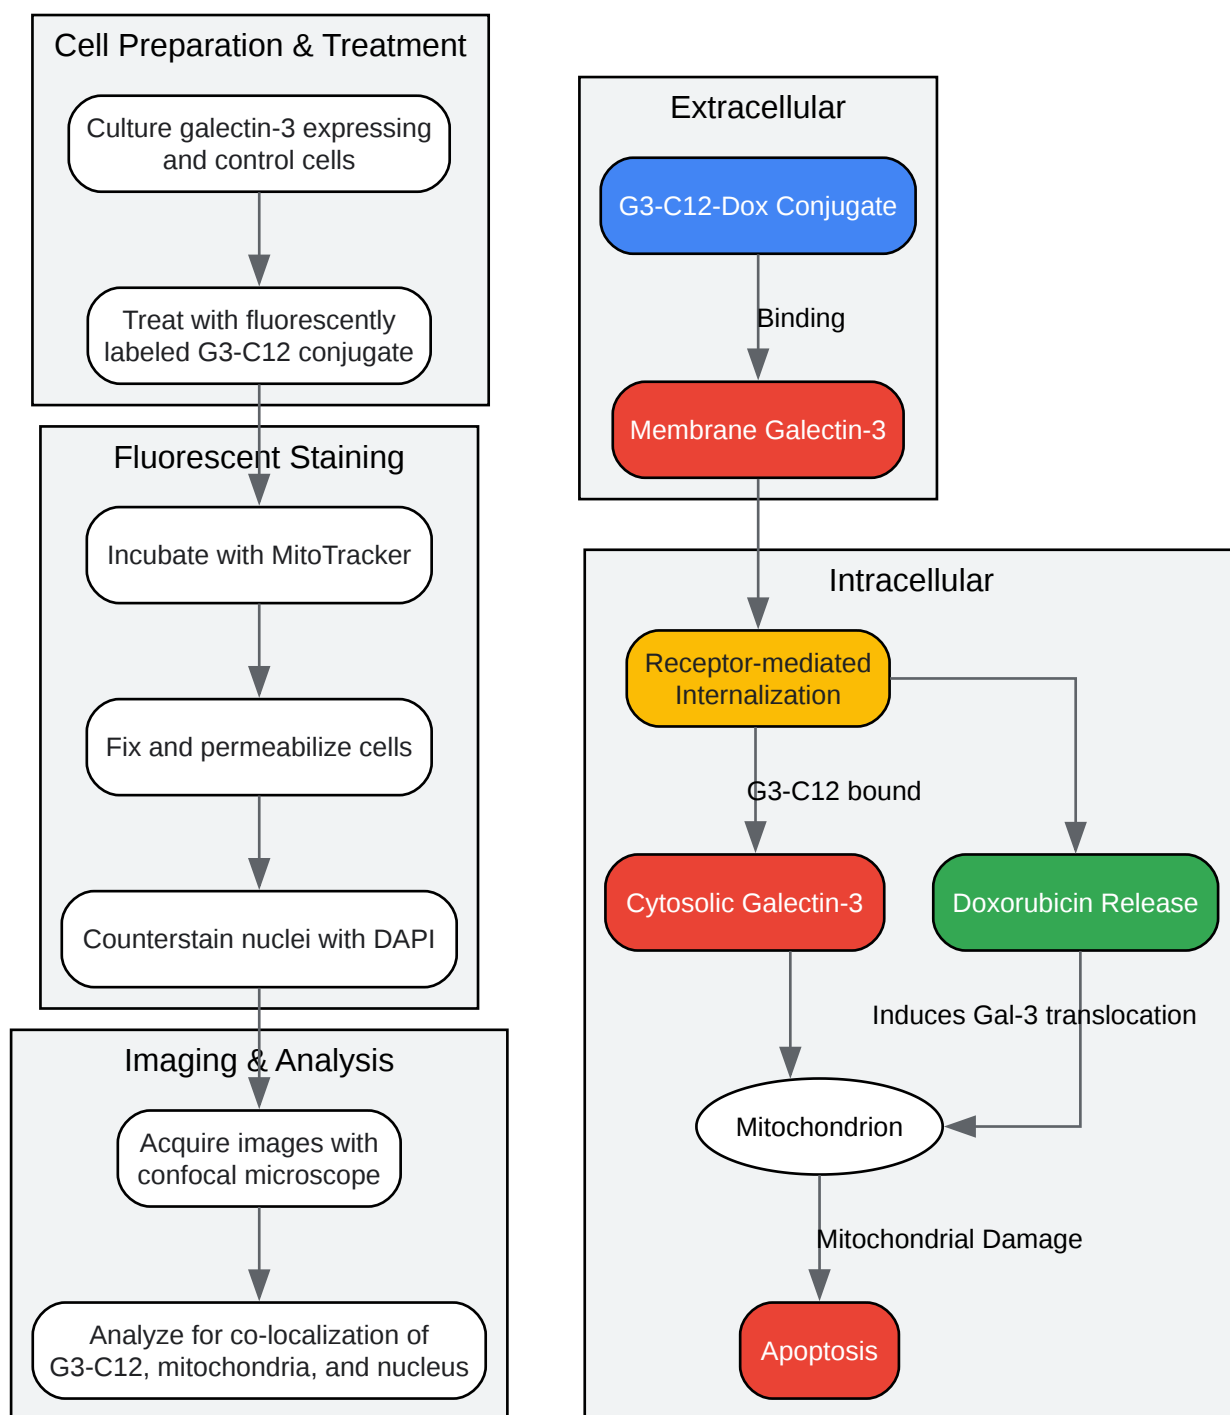 Cell Preparation & Treatment
Culture galectin-3 expressing
and control cells
Treat with fluorescently
labeled G3-C12 conjugate
Fluorescent Staining
Incubate with MitoTracker
Fix and permeabilize cells
Counterstain nuclei with DAPI
Imaging & Analysis
Acquire images with
confocal microscope
Analyze for co-localization of
G3-C12, mitochondria, and nucleus
Extracellular
G3-C12-Dox Conjugate
Binding
Membrane Galectin-3
Intracellular
Receptor-mediated
Internalization
G3-C12 bound
Cytosolic Galectin-3
Doxorubicin Release
Induces Gal-3 translocation
Mitochondrion
Mitochondrial Damage
Apoptosis